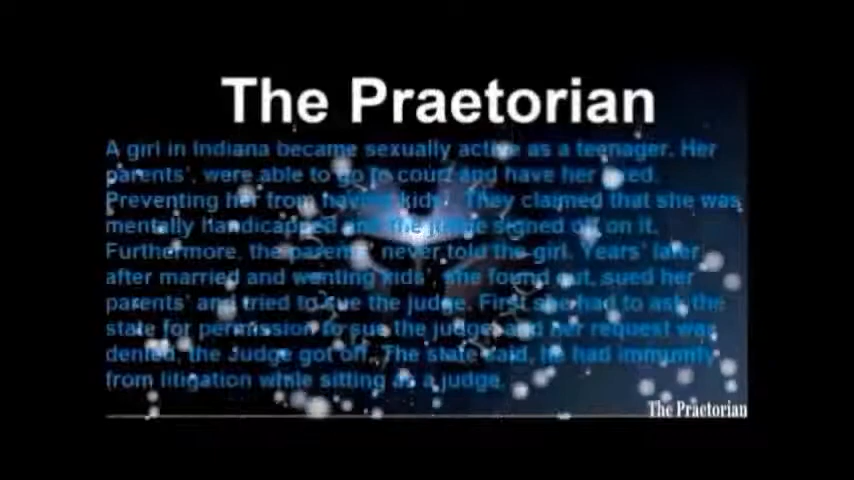 The Praetorian
A girl in Indiana became sexually active as a teenager. Her
parents', were able to go to court and have her
Preventing her from having kids'. They claimed that she was
mentally handicapped and the judge signed off on it.
Furthermore, the parents' never told the girl. Years' later
after married and wanting kids', she found out, sued her
parents' and tried to sue the judge. First she had to ask the
state for permission to sue the judge, and her request was
denied, the Judge got off. The state said, he had immunity
from litigation while sitting as a judge.
The Praetorian